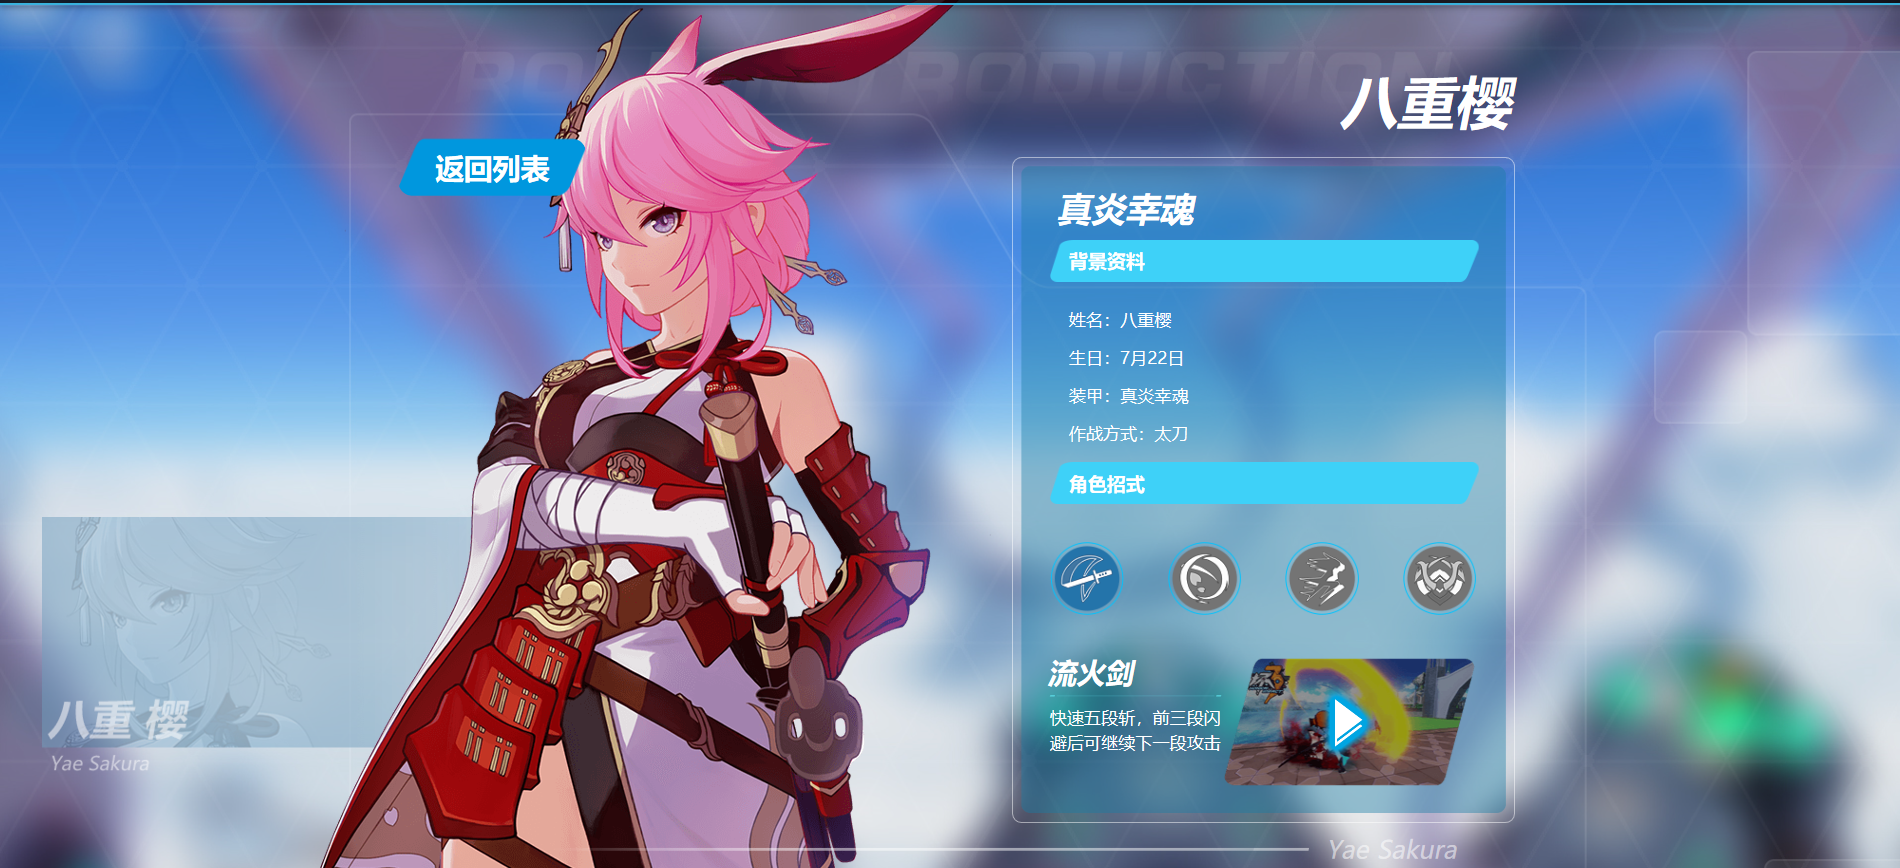 八重樱
返回列表
真炎幸魂
背景资料
姓名：八重樱
生日：7月22日
装甲：真炎幸魂
作战方式：太刀
角色招式
流火剑
快速五段斩，前三段闪
避后可继续下一段攻击
八重 樱
Yae Sakura
Yae Sakura